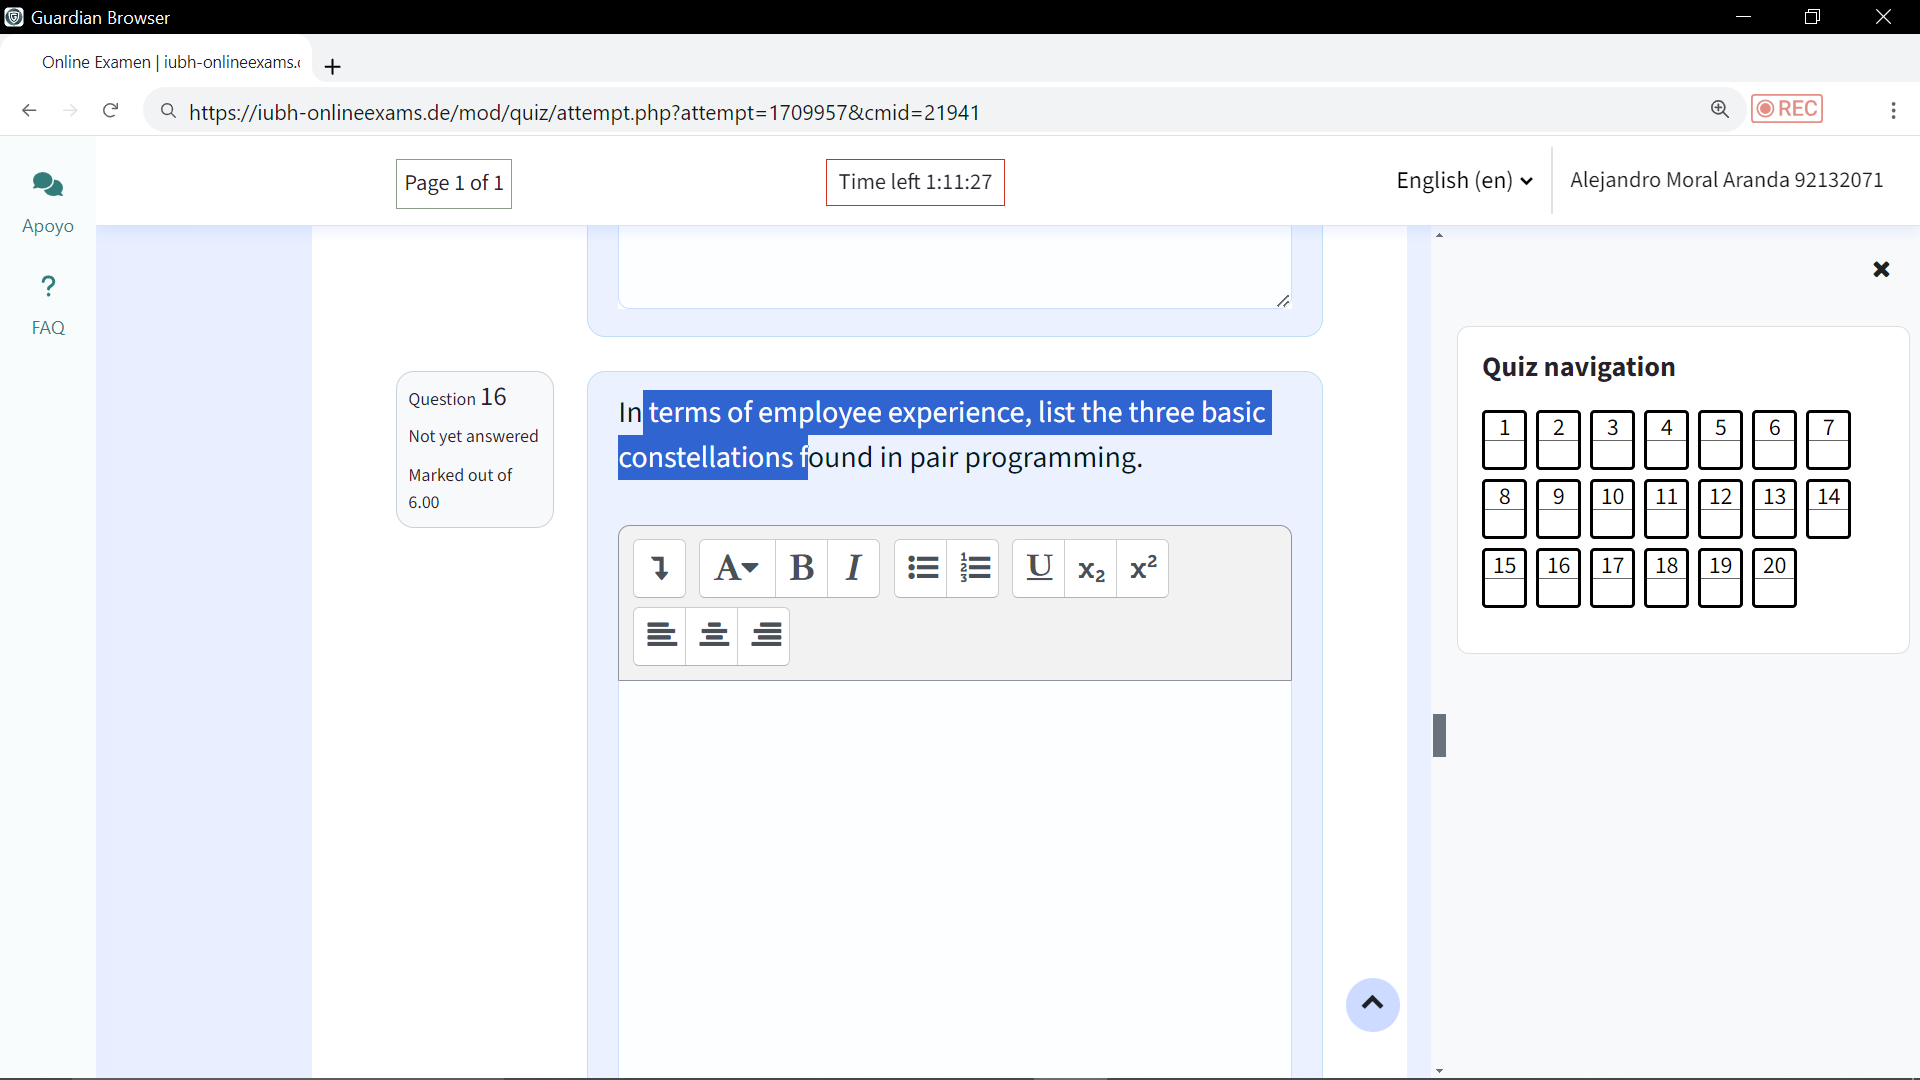 Guardian Browser
Online Examen | iubh-onlineexams.
https://iubh-onlineexams.de/mod/quiz/attempt.php?attempt=1709957&cmid=21941
REC
Page 1 of 1
Time left 1:11:27
English (en)
Alejandro Moral Aranda 92132071
Apoyo
?
FAQ
Question 16
Not yet answered
Marked out of
6.00
In terms of employee experience, list the three basic
constellations found in pair programming.
A B I U x₂ x²
Quiz navigation
1 2 3 4 5 6 7
8 9 10 11 12 13 14
15 16 17 18 19 20